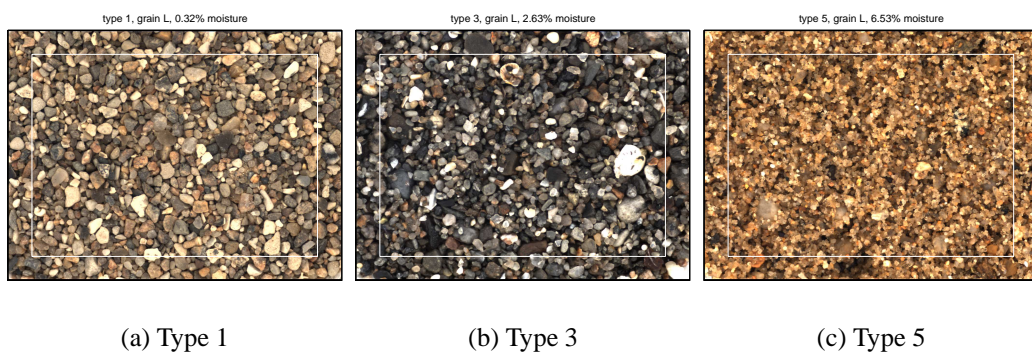 type 1, grain L, 0.32% moisture
type 3, grain L, 2.63% moisture
type 5, grain L, 6.53% moisture
(a) Type 1
(b) Type 3
(c) Type 5